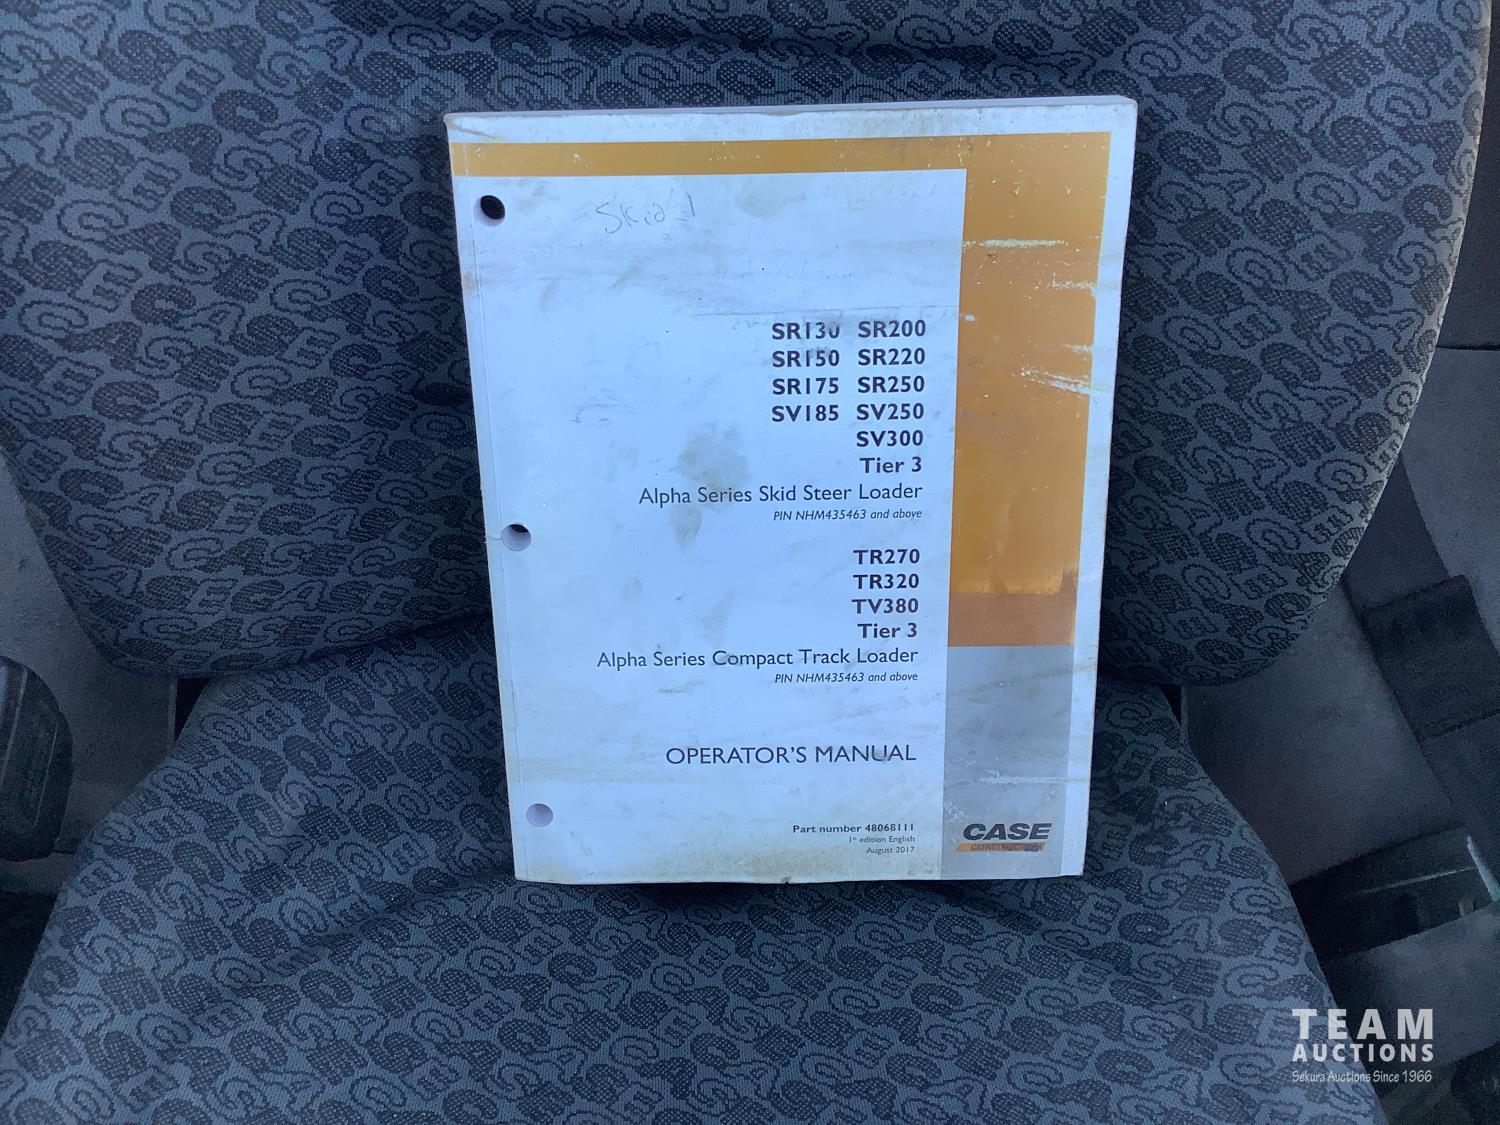 Skid 1
SR130 SR200
SR150 SR220
SR175 SR250
SV185 SV250
SV300
Tier 3
Alpha Series Skid Steer Loader
PIN NHM435463 and above
TR270
TR320
TV380
Tier 3
Alpha Series Compact Track Loader
PIN NHM435463 and above
OPERATOR'S MANUAL
Part number 48068111
1st edition English
August 2017
CASE
CONSTRUCTION
TEAM
AUCTIONS
Sekura Auctions Since 1966